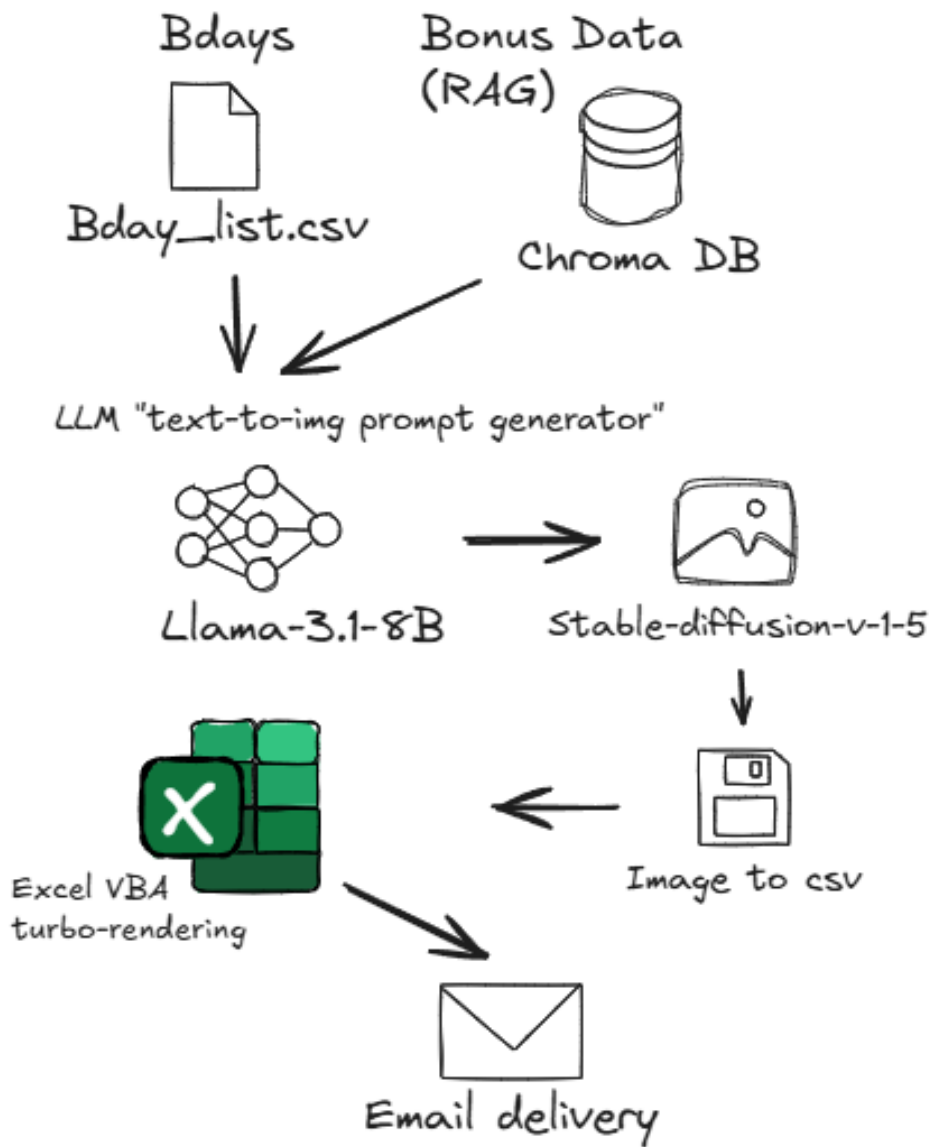 Bdays
Bonus Data
(RAG)
Bday_list.csv
Chroma DB
LLM "text-to-img prompt generator"
Llama-3.1-8B
Stable-diffusion-v-1-5
X
Excel VBA
turbo-rendering
Image to csv
Email delivery